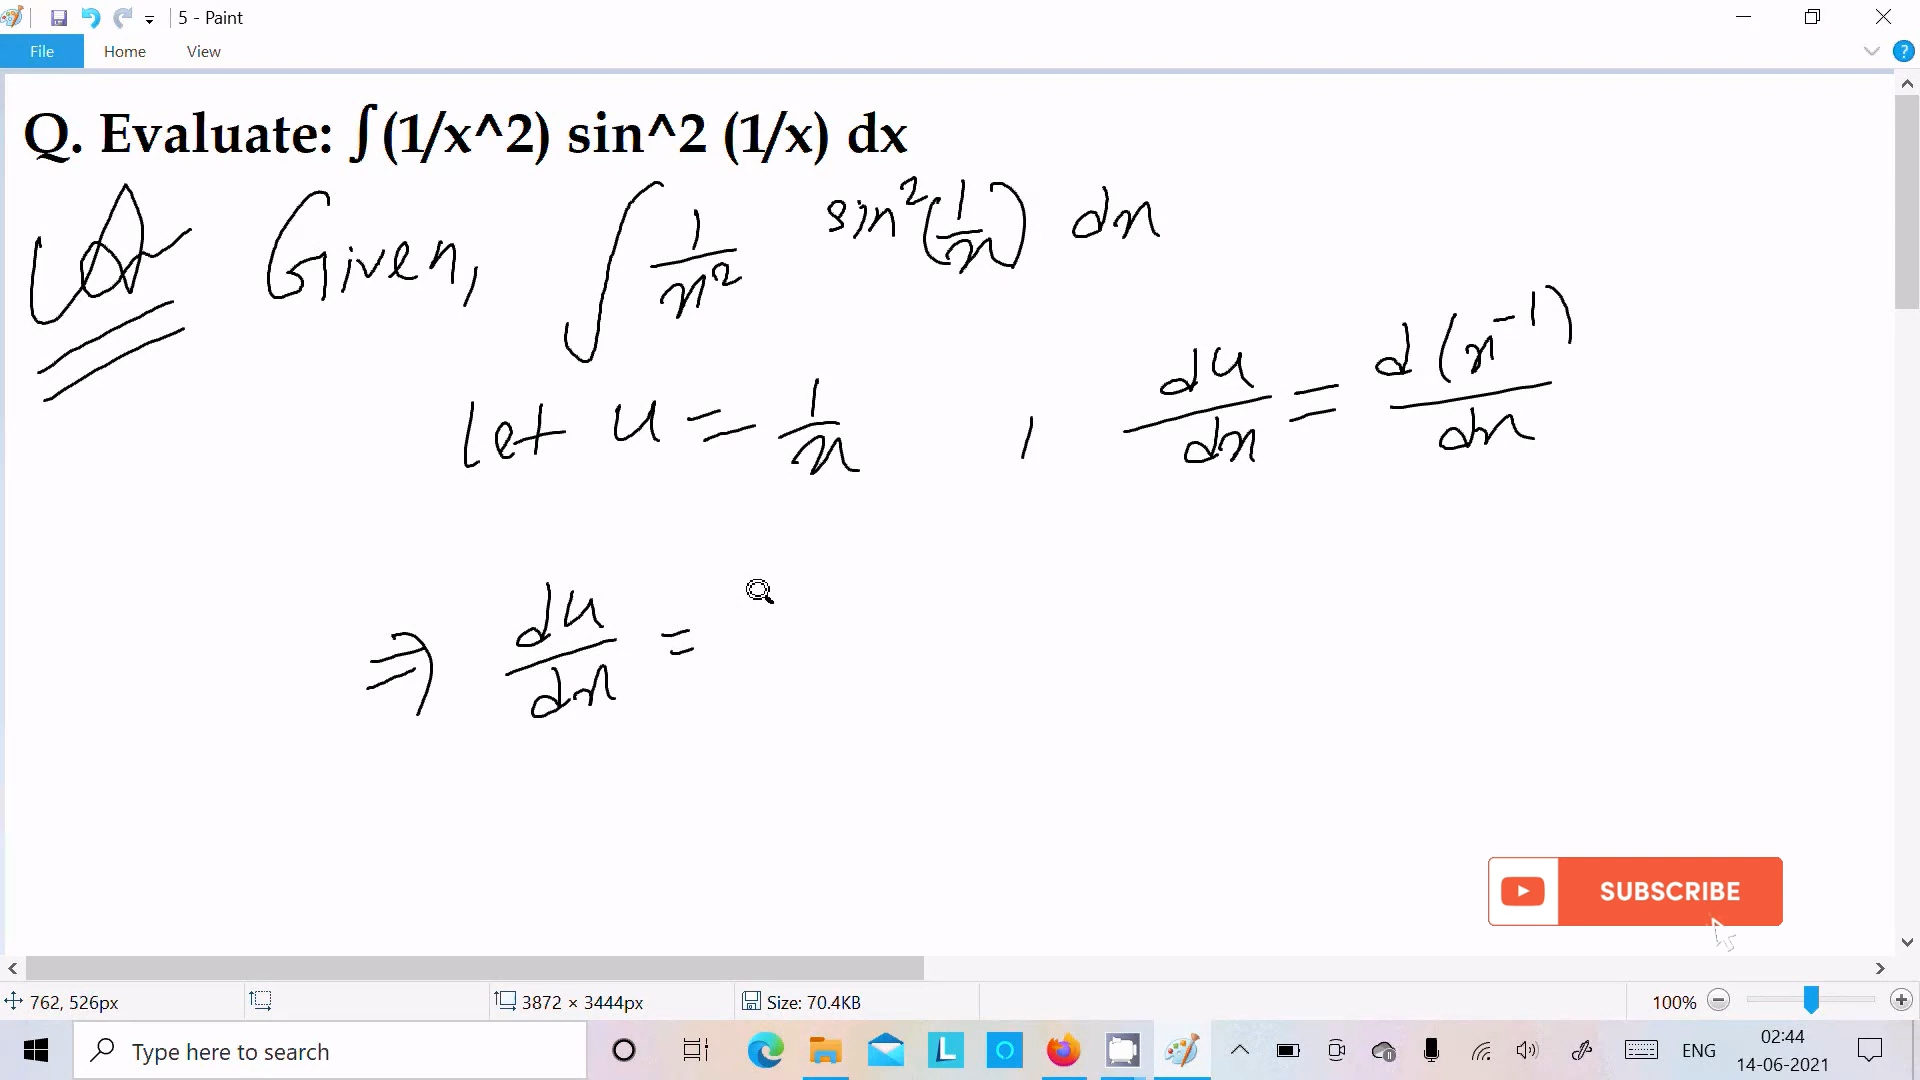 5 - Paint
File Home View
Q. Evaluate: ∫(1/x^2) sin^2 (1/x) dx
Given, ∫ 1/x² sin²(1/x) dx
Let u = 1/x , du/dx = d(x⁻¹)/dx
⇒ du/dx =
SUBSCRIBE
762, 526px 3872 × 3444px Size: 70.4KB 100%
Type here to search L ENG 02:44
14-06-2021